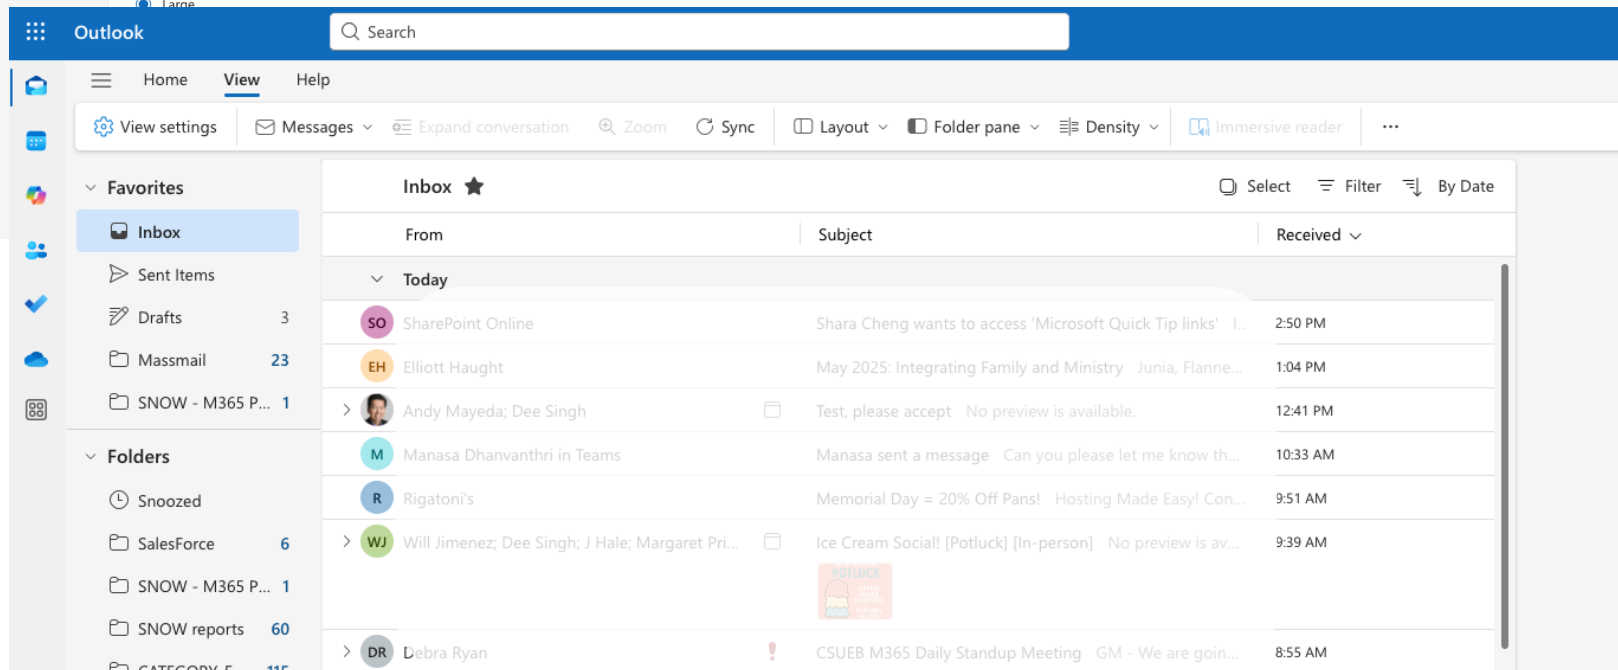 Large
Outlook
Search
Home View Help
View settings Messages Expand conversation Zoom Sync Layout Folder pane Density Immersive reader ...
Favorites
Inbox
Sent Items
Drafts 3
Massmail 23
SNOW - M365 P... 1
Folders
Snoozed
SalesForce 6
SNOW - M365 P... 1
SNOW reports 60
Inbox Select Filter By Date
From Subject Received
Today
SO SharePoint Online Shara Cheng wants to access 'Microsoft Quick Tip links' I... 2:50 PM
EH Elliott Haught May 2025: Integrating Family and Ministry Junia, Flanne... 1:04 PM
Andy Mayeda; Dee Singh Test, please accept No preview is available. 12:41 PM
M Manasa Dhanvanthri in Teams Manasa sent a message Can you please let me know th... 10:33 AM
R Rigatoni's Memorial Day = 20% Off Pans! Hosting Made Easy! Con... 9:51 AM
WJ Will Jimenez; Dee Singh; J Hale; Margaret Pri... Ice Cream Social! [Potluck] [In-person] No preview is av... 9:39 AM
POTLUCK
DR Debra Ryan CSUEB M365 Daily Standup Meeting GM - We are goin... 8:55 AM